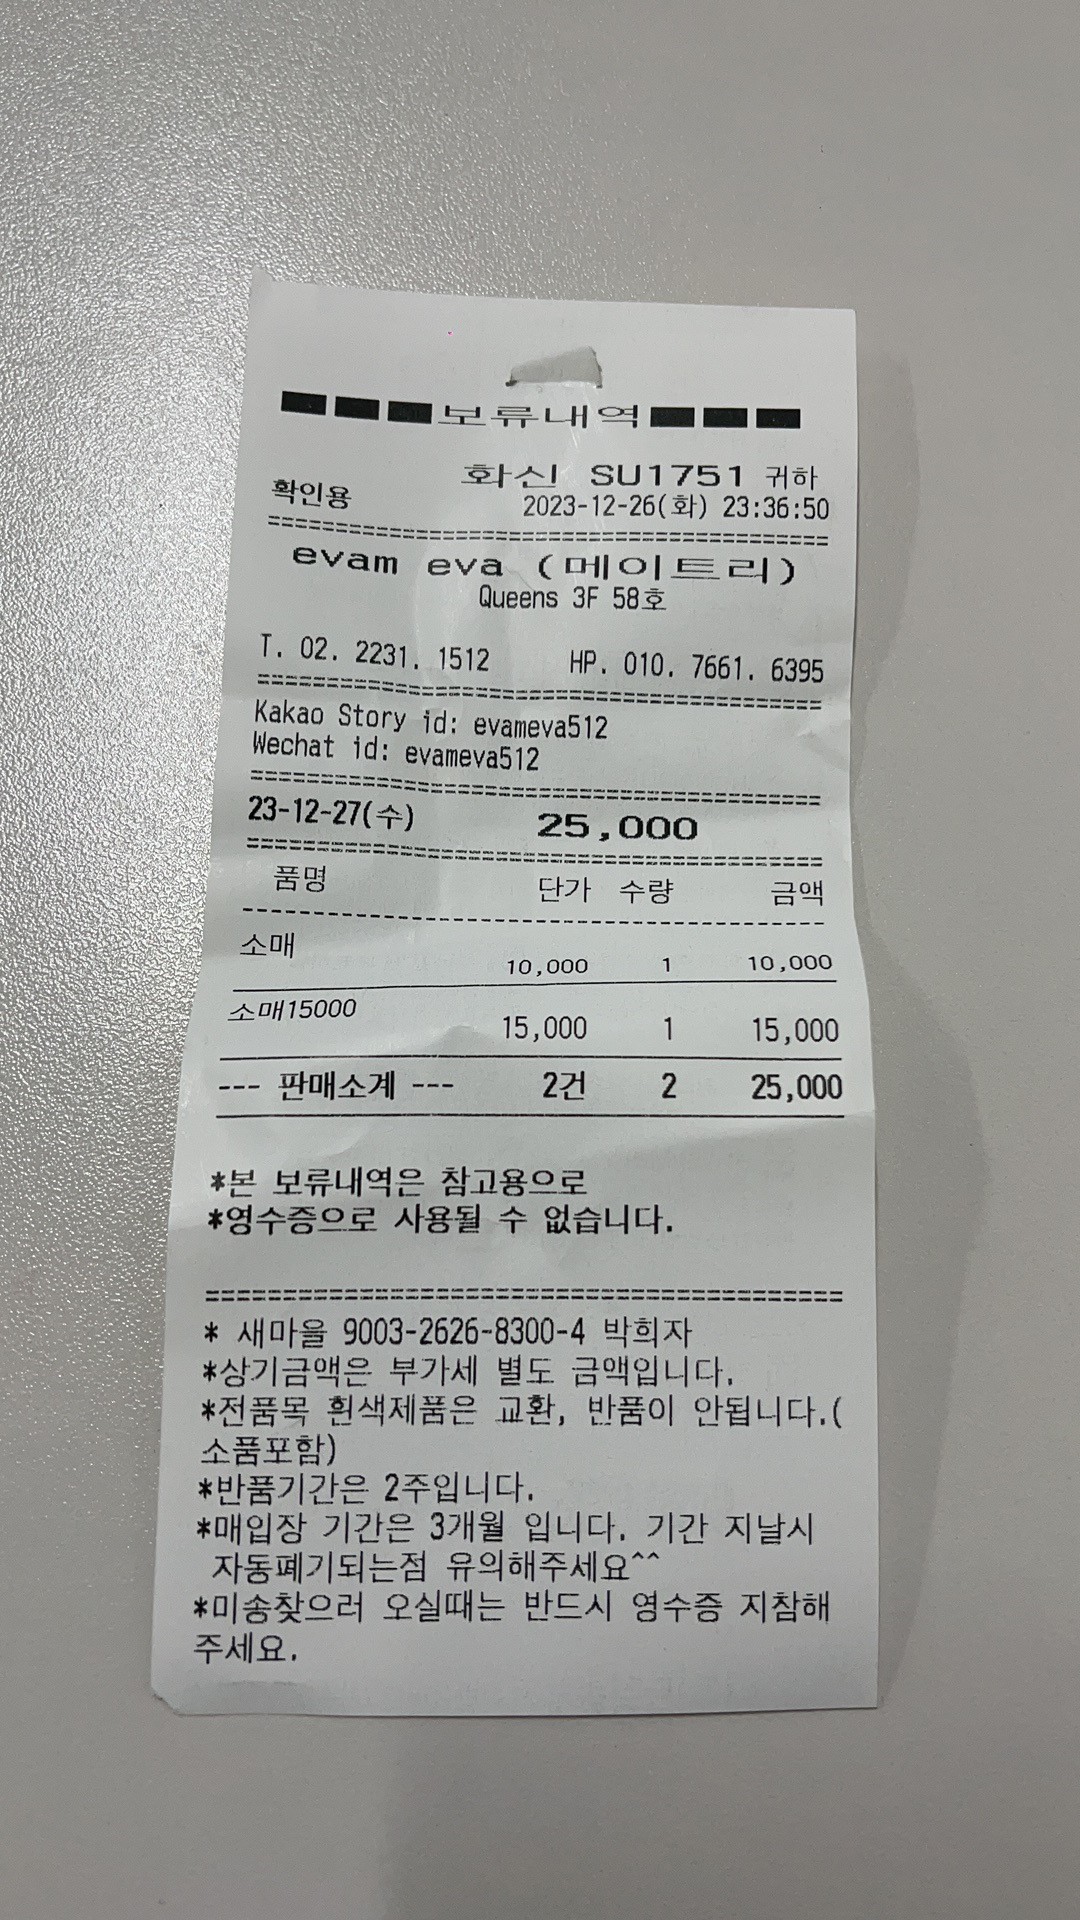 ■■■보류내역■■■
화신 SU1751 귀하
확인용 2023-12-26(화) 23:36:50
========================================
evam eva (메이트리)
Queens 3F 58호
T. 02. 2231. 1512 HP. 010. 7661. 6395
========================================
Kakao Story id: evameva512
Wechat id: evameva512
========================================
23-12-27(수) 25,000
========================================
품명 단가 수량 금액
----------------------------------------
소매
10,000 1 10,000
소매15000
15,000 1 15,000
--- 판매소계 --- 2건 2 25,000
*본 보류내역은 참고용으로
*영수증으로 사용될 수 없습니다.
========================================
* 새마을 9003-2626-8300-4 박희자
*상기금액은 부가세 별도 금액입니다.
*전품목 흰색제품은 교환, 반품이 안됩니다.(
소품포함)
*반품기간은 2주입니다.
*매입장 기간은 3개월 입니다. 기간 지날시
자동폐기되는점 유의해주세요^^
*미송찾으러 오실때는 반드시 영수증 지참해
주세요.